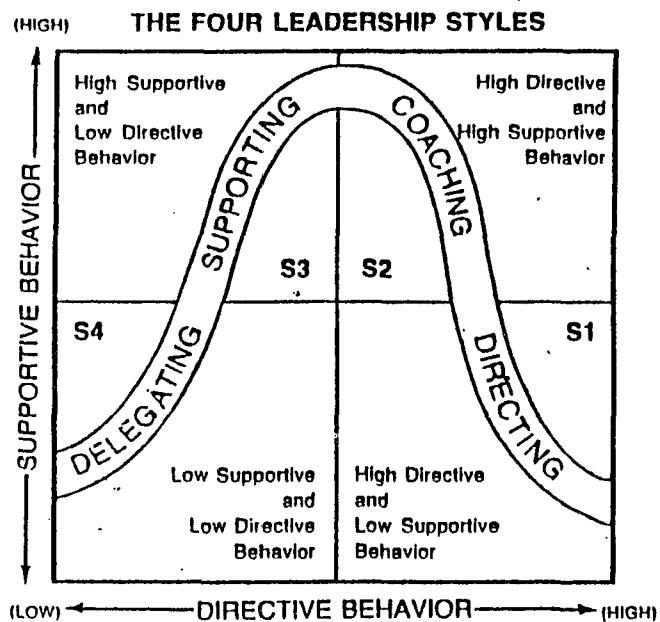 (HIGH)
THE FOUR LEADERSHIP STYLES
High Supportive
and
Low Directive
Behavior
SUPPORTING
COACHING
High Directive
and
High Supportive
Behavior
SUPPORTIVE BEHAVIOR
S3
S2
S4
S1
DELEGATING
DIRECTING
Low Supportive
and
Low Directive
Behavior
High Directive
and
Low Supportive
Behavior
(LOW)
DIRECTIVE BEHAVIOR
(HIGH)